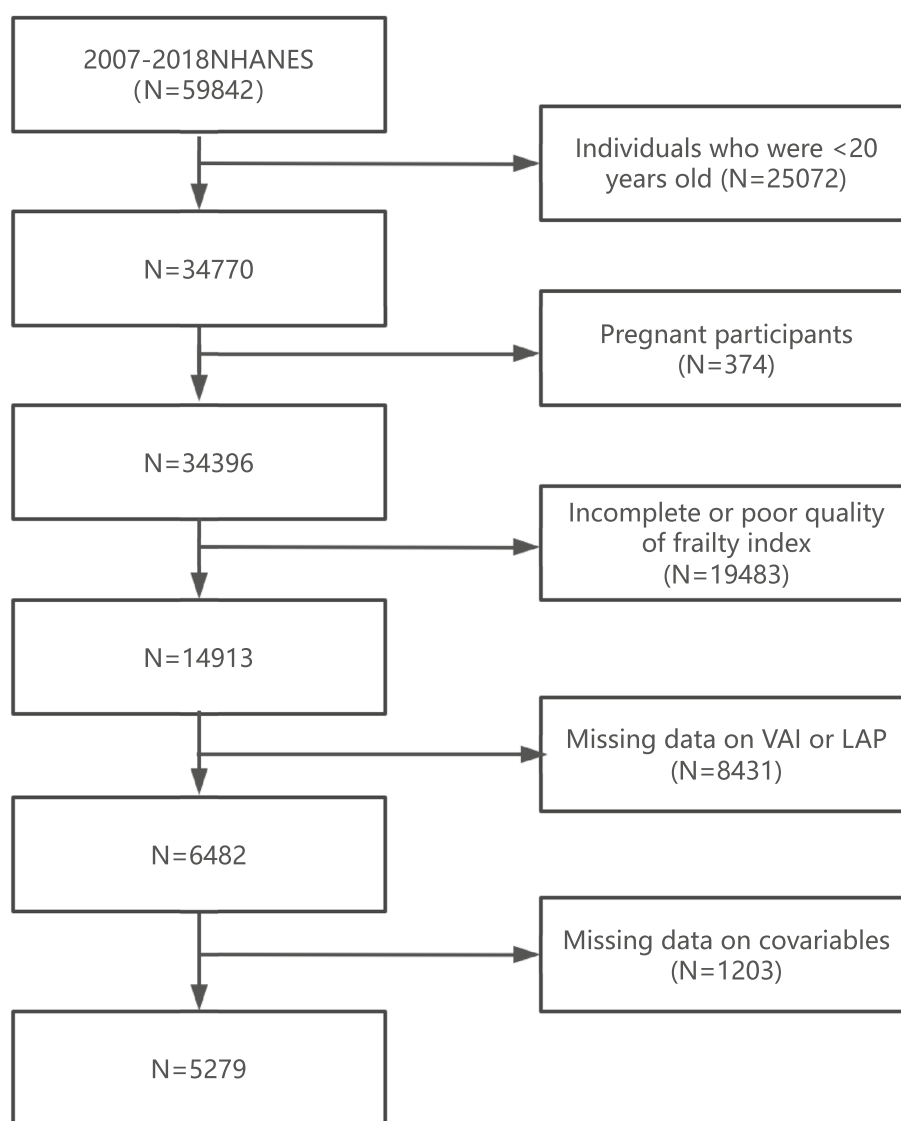 2007-2018NHANES
(N=59842)
Individuals who were <20
years old (N=25072)
N=34770
Pregnant participants
(N=374)
N=34396
Incomplete or poor quality
of frailty index
(N=19483)
N=14913
Missing data on VAI or LAP
(N=8431)
N=6482
Missing data on covariables
(N=1203)
N=5279